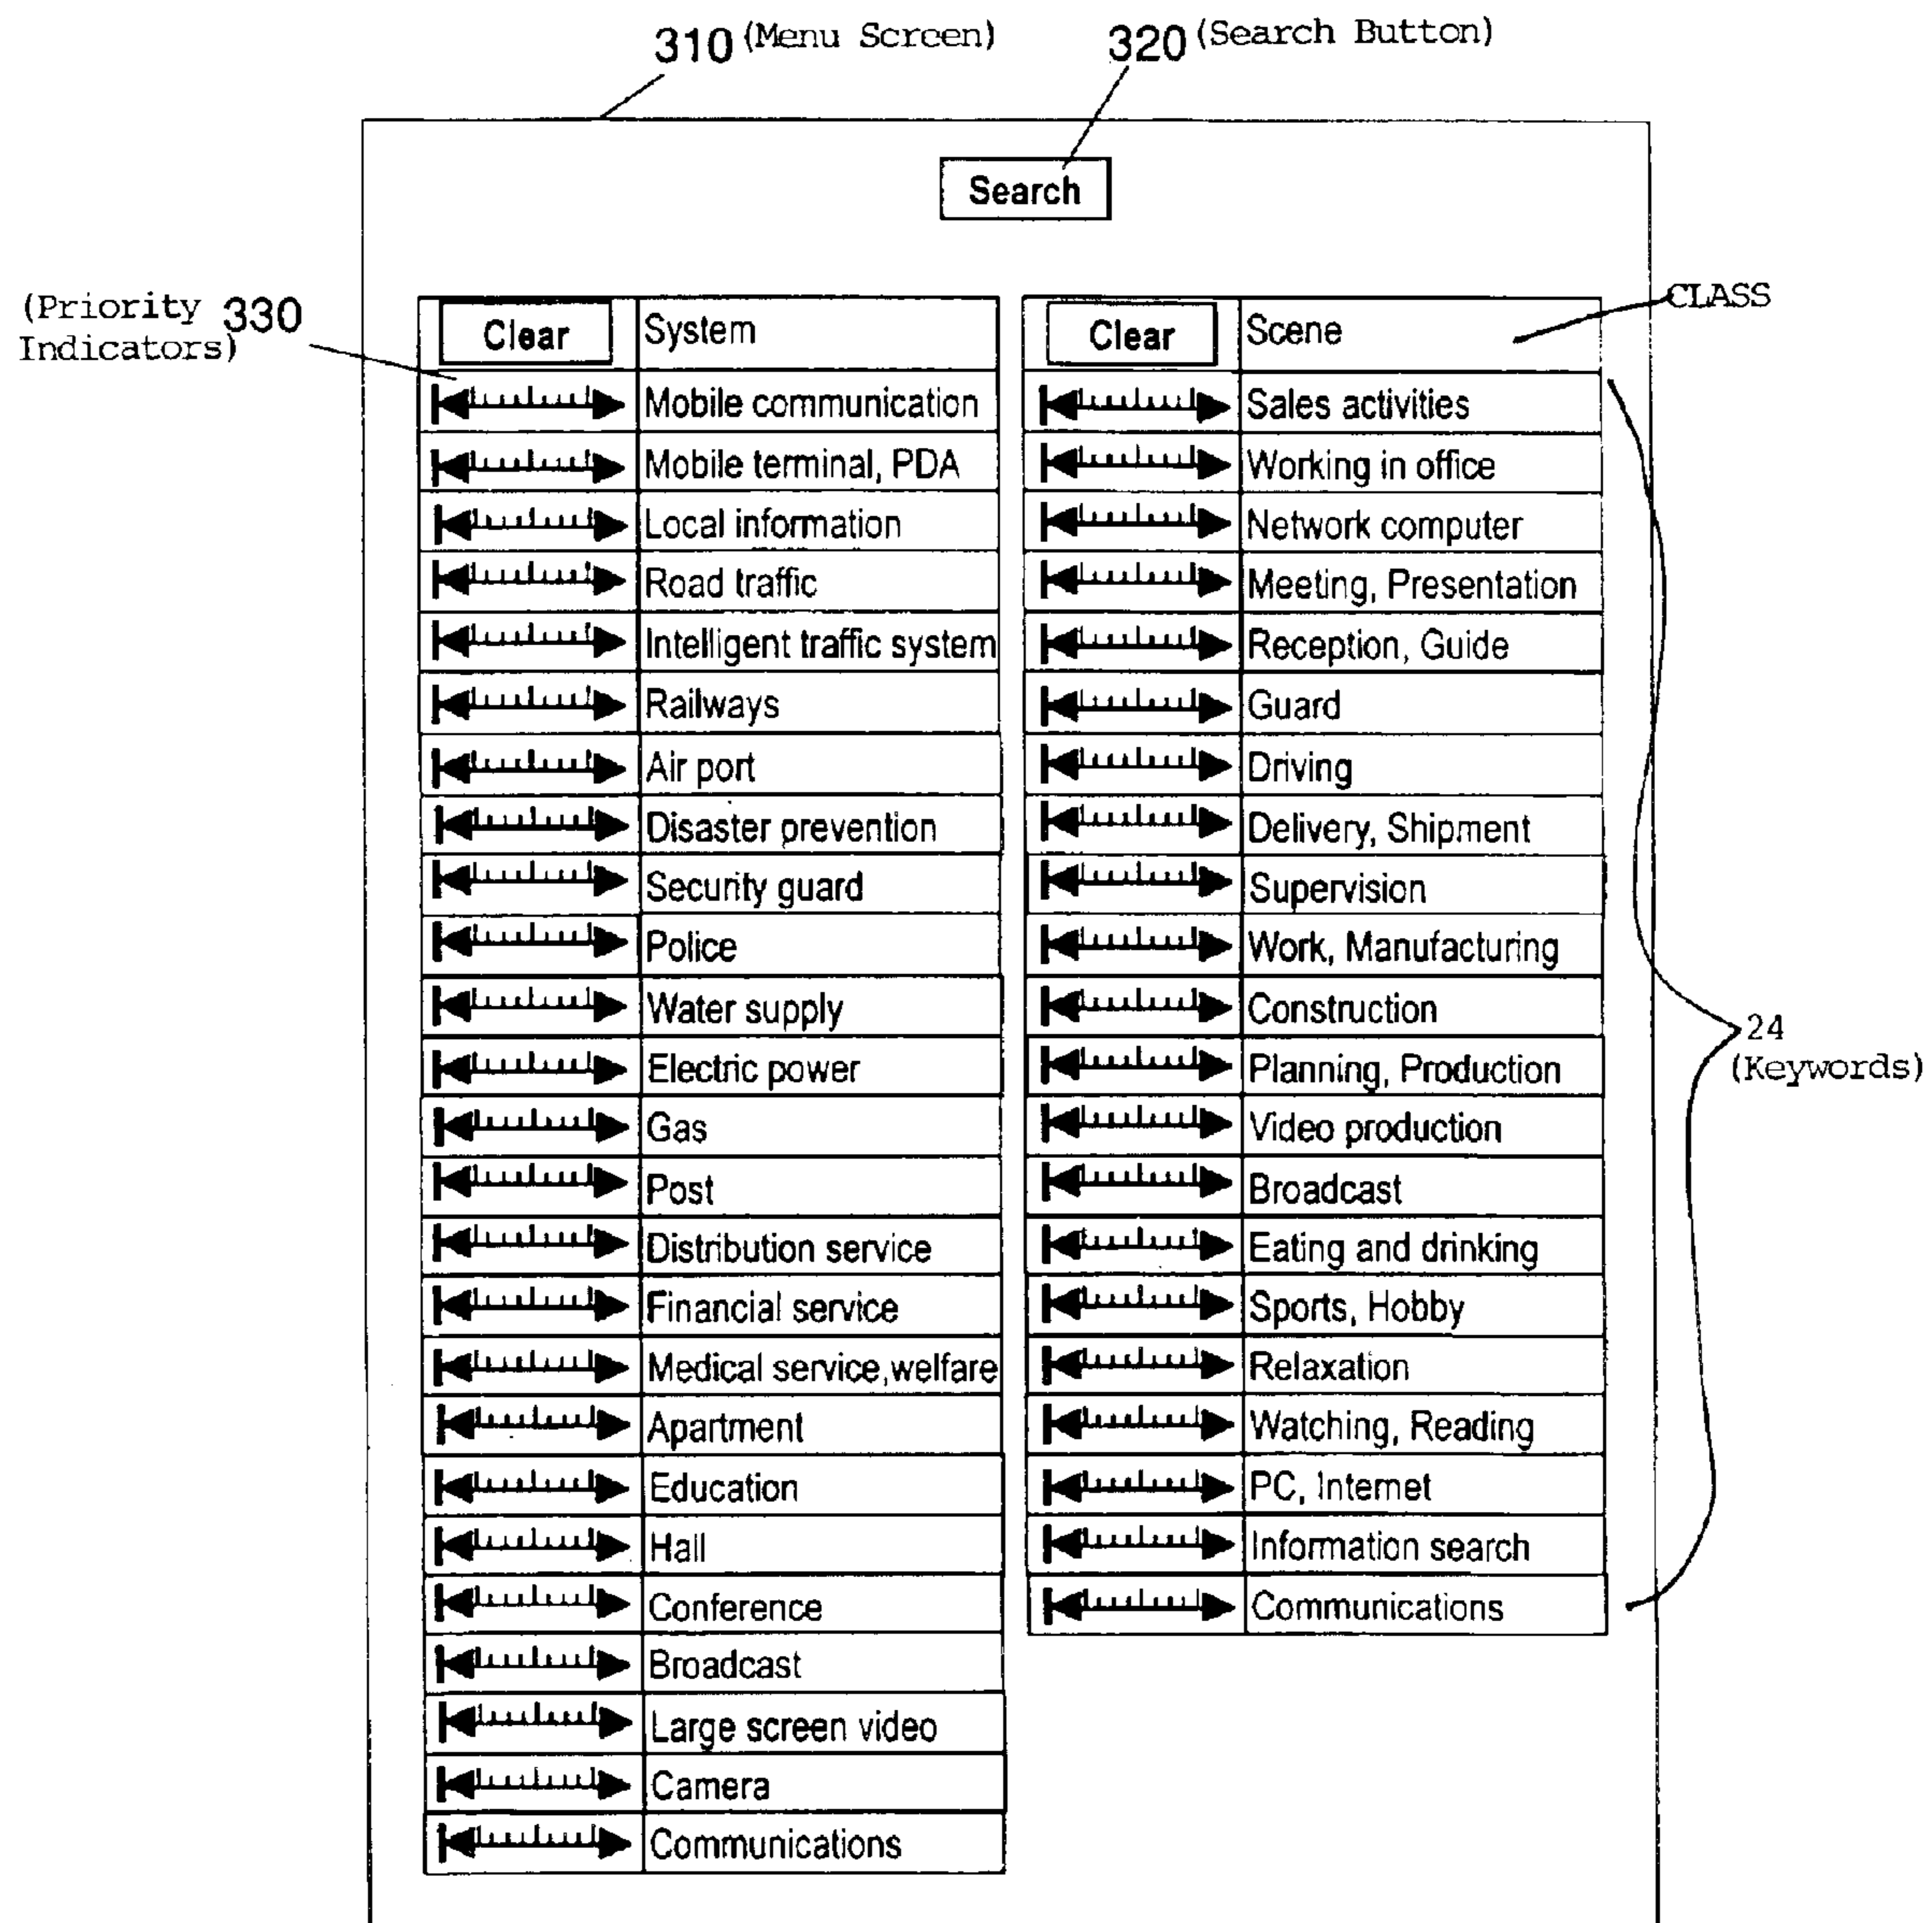 310 (Menu Screen)
320 (Search Button)
Search
(Priority 330
Indicators)
CLASS
Clear System
Mobile communication
Mobile terminal, PDA
Local information
Road traffic
Intelligent traffic system
Railways
Air port
Disaster prevention
Security guard
Police
Water supply
Electric power
Gas
Post
Distribution service
Financial service
Medical service,welfare
Apartment
Education
Hall
Conference
Broadcast
Large screen video
Camera
Communications
Clear Scene
Sales activities
Working in office
Network computer
Meeting, Presentation
Reception, Guide
Guard
Driving
Delivery, Shipment
Supervision
Work, Manufacturing
Construction
Planning, Production
Video production
Broadcast
Eating and drinking
Sports, Hobby
Relaxation
Watching, Reading
PC, Internet
Information search
Communications
24
(Keywords)